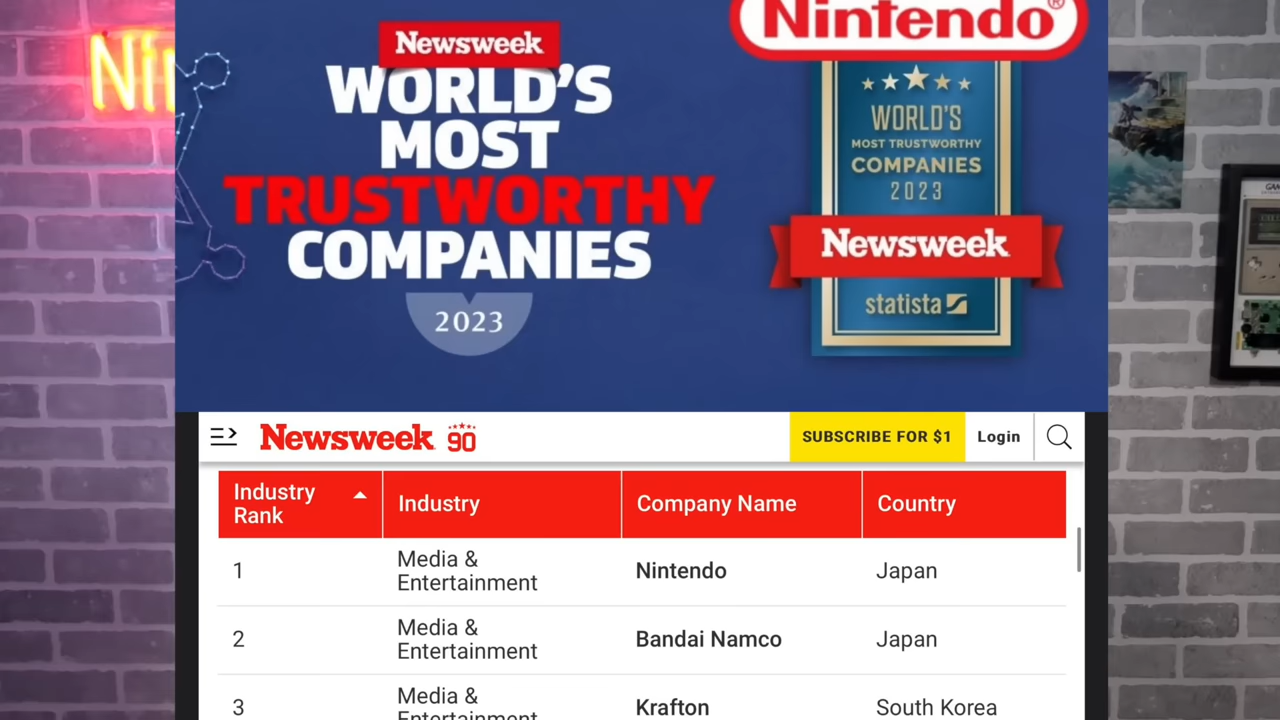 Nin
Newsweek
WORLD'S
MOST
TRUSTWORTHY
COMPANIES
2023
Nintendo®
WORLD'S
MOST TRUSTWORTHY
COMPANIES
2023
Newsweek
statista
Newsweek 90
SUBSCRIBE FOR $1
Login
Industry Rank
Industry
Company Name
Country
1
Media &
Entertainment
Nintendo
Japan
2
Media &
Entertainment
Bandai Namco
Japan
3
Media &
Entertainment
Krafton
South Korea